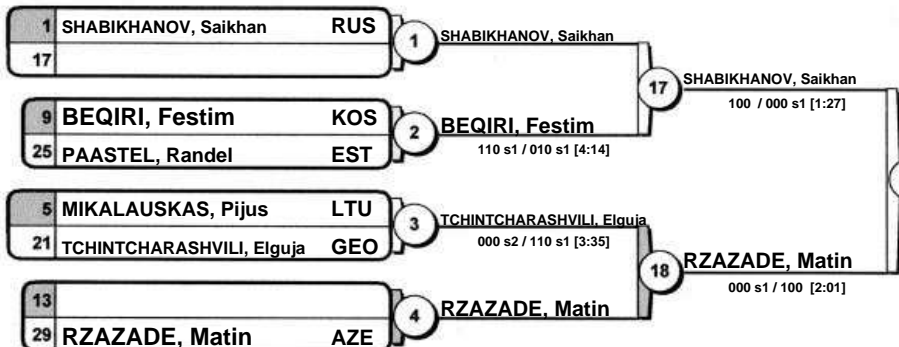 1 SHABIKHANOV, Saikhan RUS
17
1
SHABIKHANOV, Saikhan
9 BEQIRI, Festim KOS
25 PAASTEL, Randel EST
2
BEQIRI, Festim
110 s1 / 010 s1 [4:14]
17
SHABIKHANOV, Saikhan
100 / 000 s1 [1:27]
5 MIKALAUSKAS, Pijus LTU
21 TCHINTCHARASHVILI, Elguja GEO
3
TCHINTCHARASHVILI, Elguja
000 s2 / 110 s1 [3:35]
13
29 RZAZADE, Matin AZE
4
RZAZADE, Matin
18
RZAZADE, Matin
000 s1 / 100 [2:01]